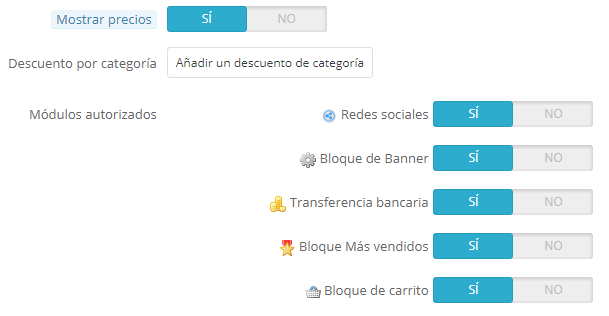 Mostrar precios SÍ NO
Descuento por categoría Añadir un descuento de categoría
Módulos autorizados Redes sociales SÍ NO
Bloque de Banner SÍ NO
Transferencia bancaria SÍ NO
Bloque Más vendidos SÍ NO
Bloque de carrito SÍ NO